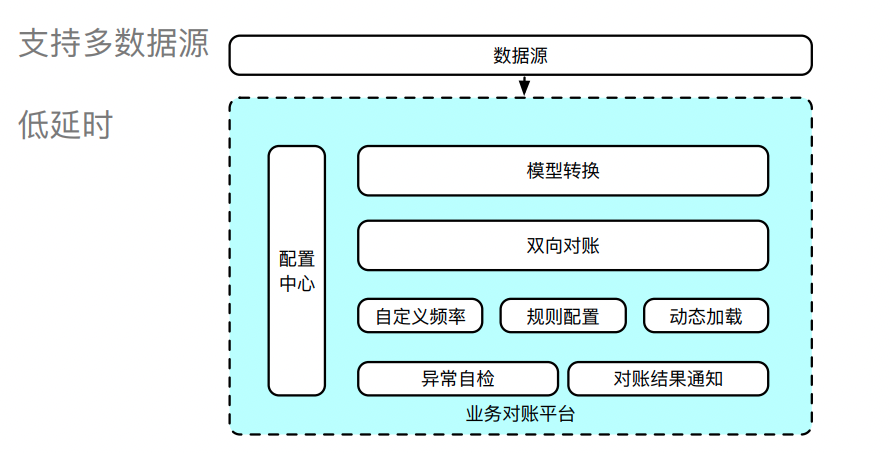 支持多数据源
低延时
数据源
模型转换
双向对账
配置
中心
自定义频率
规则配置
动态加载
异常自检
对账结果通知
业务对账平台